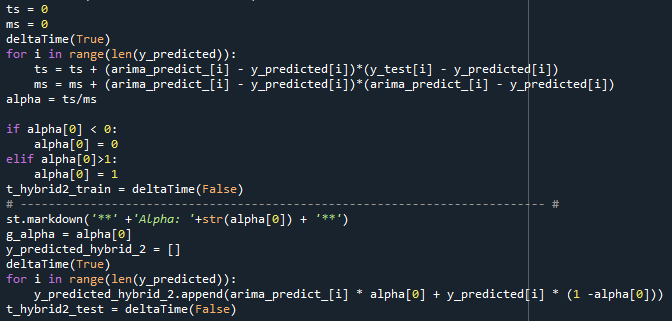 ts = 0
ms = 0
deltaTime(True)
for i in range(len(y_predicted)):
    ts = ts + (arima_predict_[i] - y_predicted[i])*(y_test[i] - y_predicted[i])
    ms = ms + (arima_predict_[i] - y_predicted[i])*(arima_predict_[i] - y_predicted[i])
alpha = ts/ms

if alpha[0] < 0:
    alpha[0] = 0
elif alpha[0]>1:
    alpha[0] = 1
t_hybrid2_train = deltaTime(False)
# --------------------------------------------------------------------------- #
st.markdown('**' +'Alpha: '+str(alpha[0]) + '**')
g_alpha = alpha[0]
y_predicted_hybrid_2 = []
deltaTime(True)
for i in range(len(y_predicted)):
    y_predicted_hybrid_2.append(arima_predict_[i] * alpha[0] + y_predicted[i] * (1 -alpha[0]))
t_hybrid2_test = deltaTime(False)